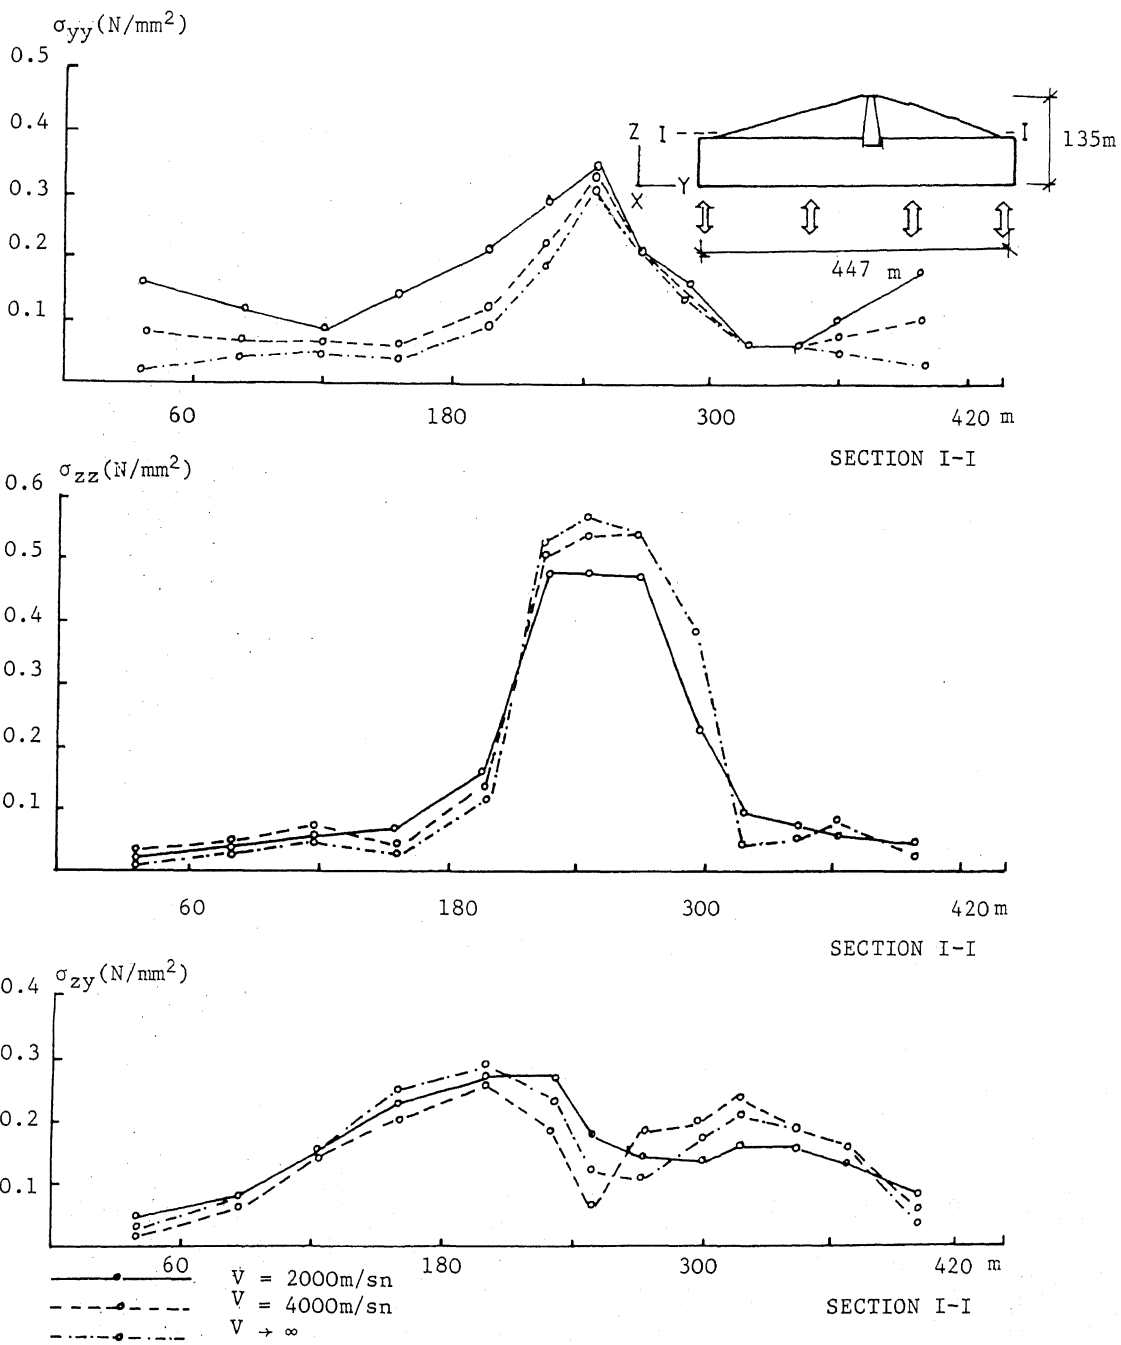 σyy(N/mm2)
0.5
0.4
0.3
0.2
0.1
Z I I
135m
Y
X
447 m
60 180 300 420 m
SECTION I-I
σzz(N/mm2)
0.6
0.5
0.4
0.3
0.2
0.1
60 180 300 420m
SECTION I-I
σzy(N/mm2)
0.4
0.3
0.2
0.1
60 180 300 420 m
V = 2000m/sn
V = 4000m/sn
SECTION I-I
V → ∞